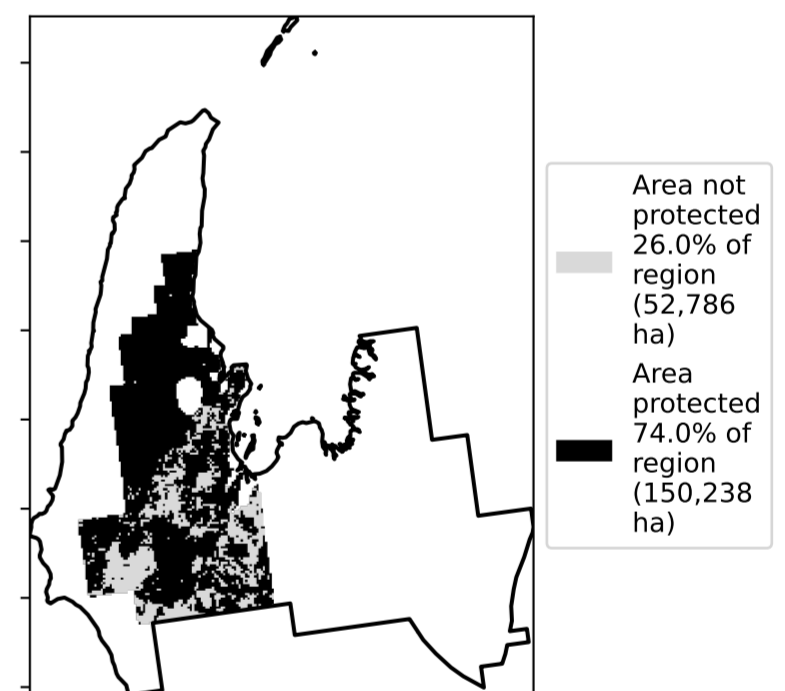 Area not
protected
26.0% of
region
(52,786
ha)
Area
protected
74.0% of
region
(150,238
ha)